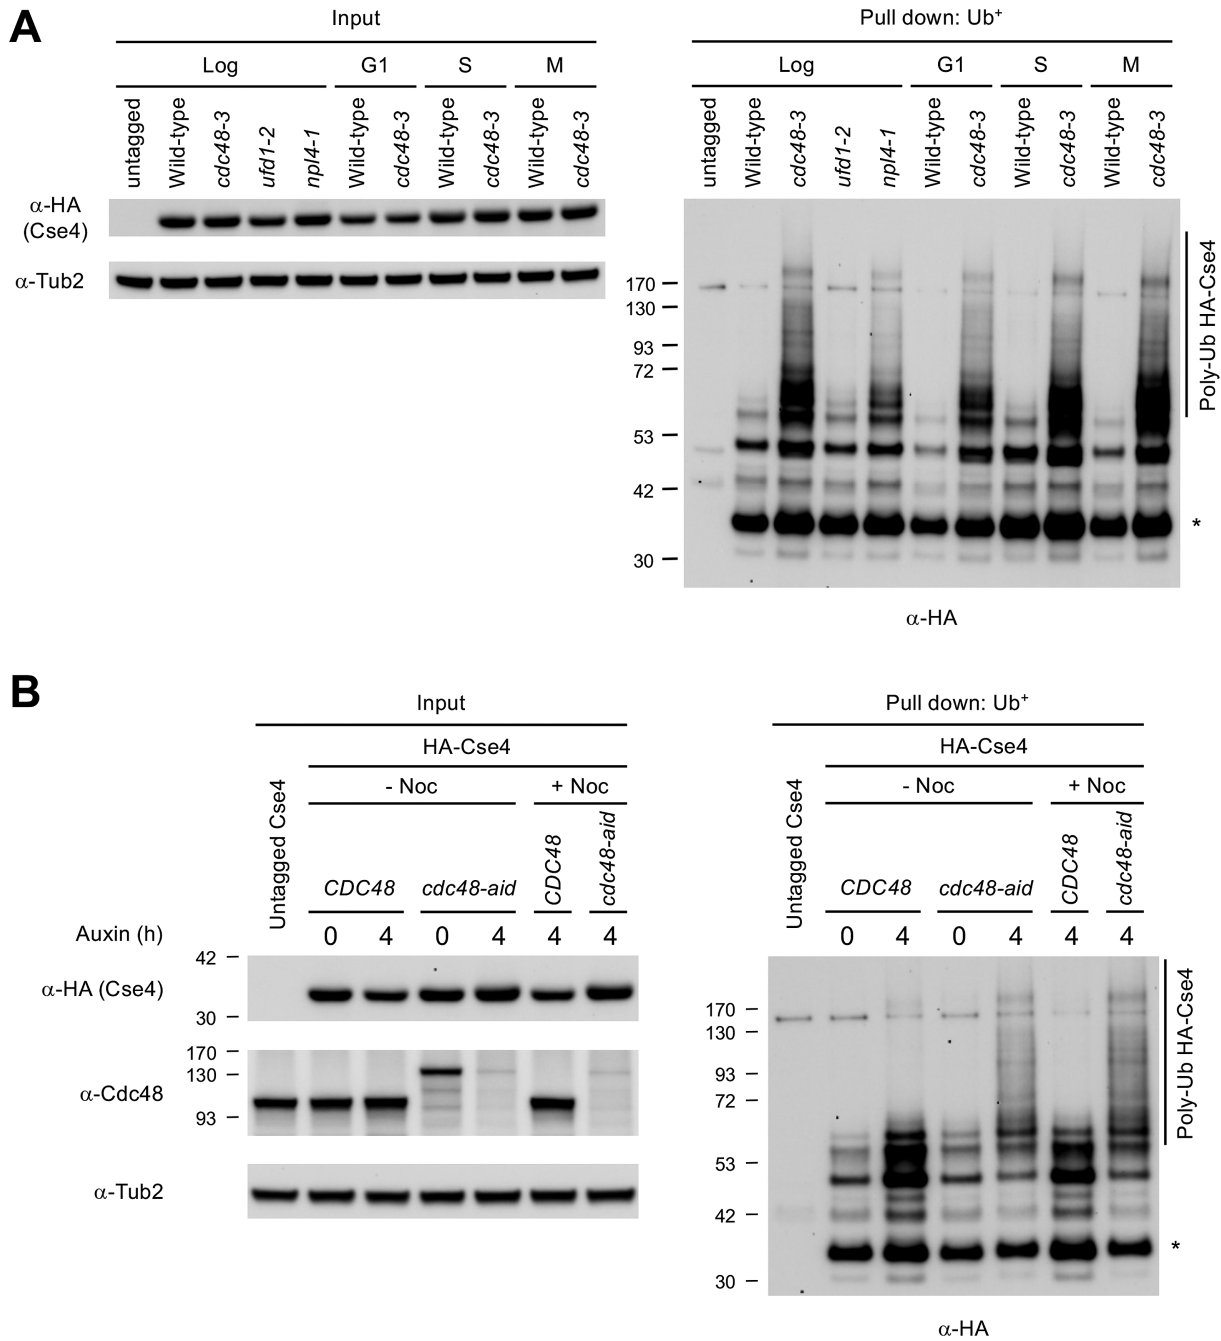 A
Input
Log G1 S M
untagged Wild-type cdc48-3 ufd1-2 npl4-1 Wild-type cdc48-3 Wild-type cdc48-3 Wild-type cdc48-3
α-HA
(Cse4)
α-Tub2
Pull down: Ub+
Log G1 S M
untagged Wild-type cdc48-3 ufd1-2 npl4-1 Wild-type cdc48-3 Wild-type cdc48-3 Wild-type cdc48-3
170
130
93
72
53
42
30
Poly-Ub HA-Cse4
*
α-HA
B
Input
HA-Cse4
- Noc + Noc
Untagged Cse4 CDC48 cdc48-aid CDC48 cdc48-aid
Auxin (h) 0 4 0 4 4 4
42
α-HA (Cse4)
30
170
130
α-Cdc48
93
α-Tub2
Pull down: Ub+
HA-Cse4
- Noc + Noc
Untagged Cse4 CDC48 cdc48-aid CDC48 cdc48-aid
0 4 0 4 4 4
170
130
93
72
53
42
30
Poly-Ub HA-Cse4
*
α-HA